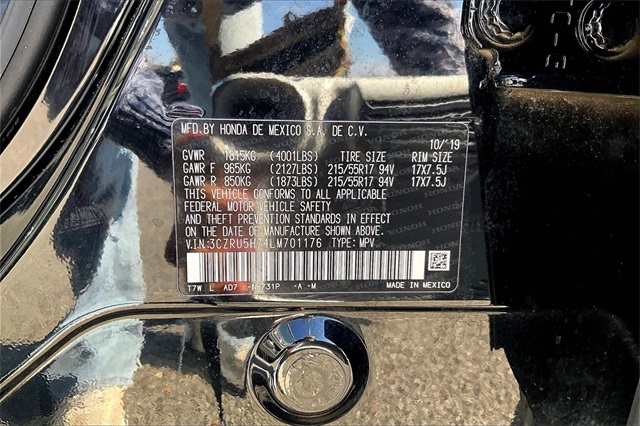 MFD.BY HONDA DE MEXICO S.A. DE C.V.
10/'19
GVWR 1815KG (4001LBS) TIRE SIZE RIM SIZE
GAWR F 965KG (2127LBS) 215/55R17 94V 17X7.5J
GAWR R 850KG (1873LBS) 215/55R17 94V 17X7.5J
THIS VEHICLE CONFORMS TO ALL APPLICABLE
FEDERAL MOTOR VEHICLE SAFETY
AND THEFT PREVENTION STANDARDS IN EFFECT
ON THE DATE OF MANUFACTURE SHOWN ABOVE.
V.I.N:3CZRU5H74LM701176 TYPE: MPV
T7W L AD7 -NH731P -A -M MADE IN MEXICO